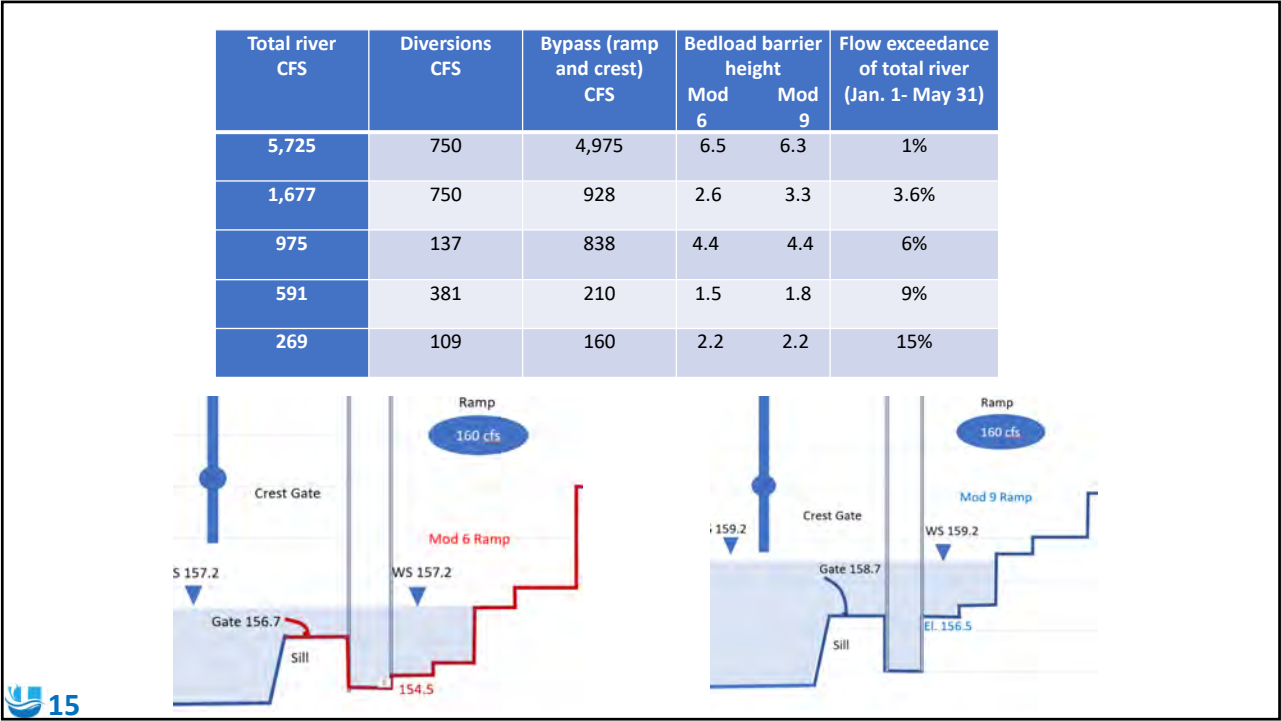 Total river CFS	Diversions CFS	Bypass (ramp and crest) CFS	Bedload barrier height Mod 6 Mod 9	Flow exceedance of total river (Jan. 1- May 31)
5,725	750	4,975	6.5 6.3	1%
1,677	750	928	2.6 3.3	3.6%
975	137	838	4.4 4.4	6%
591	381	210	1.5 1.8	9%
269	109	160	2.2 2.2	15%
Ramp
160 cfs
Crest Gate
Mod 6 Ramp
S 157.2
WS 157.2
Gate 156.7
Sill
154.5
Ramp
160 cfs
Mod 9 Ramp
Crest Gate
159.2
WS 159.2
Gate 158.7
El. 156.5
Sill
15